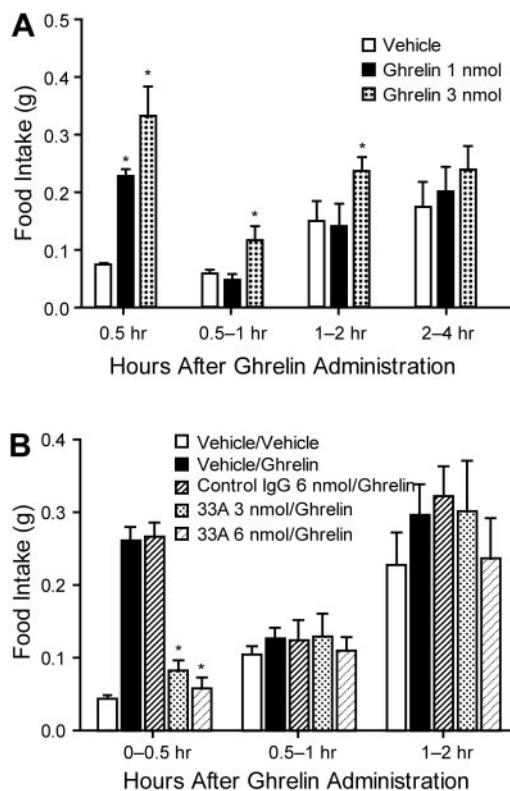 A
0.5
0.4
0.3
0.2
0.1
0.0
Food Intake (g)
Vehicle
Ghrelin 1 nmol
Ghrelin 3 nmol
*
*
*
*
0.5 hr 0.5–1 hr 1–2 hr 2–4 hr
Hours After Ghrelin Administration
B
0.4
0.3
0.2
0.1
0.0
Food Intake (g)
Vehicle/Vehicle
Vehicle/Ghrelin
Control IgG 6 nmol/Ghrelin
33A 3 nmol/Ghrelin
33A 6 nmol/Ghrelin
*
*
0–0.5 hr 0.5–1 hr 1–2 hr
Hours After Ghrelin Administration